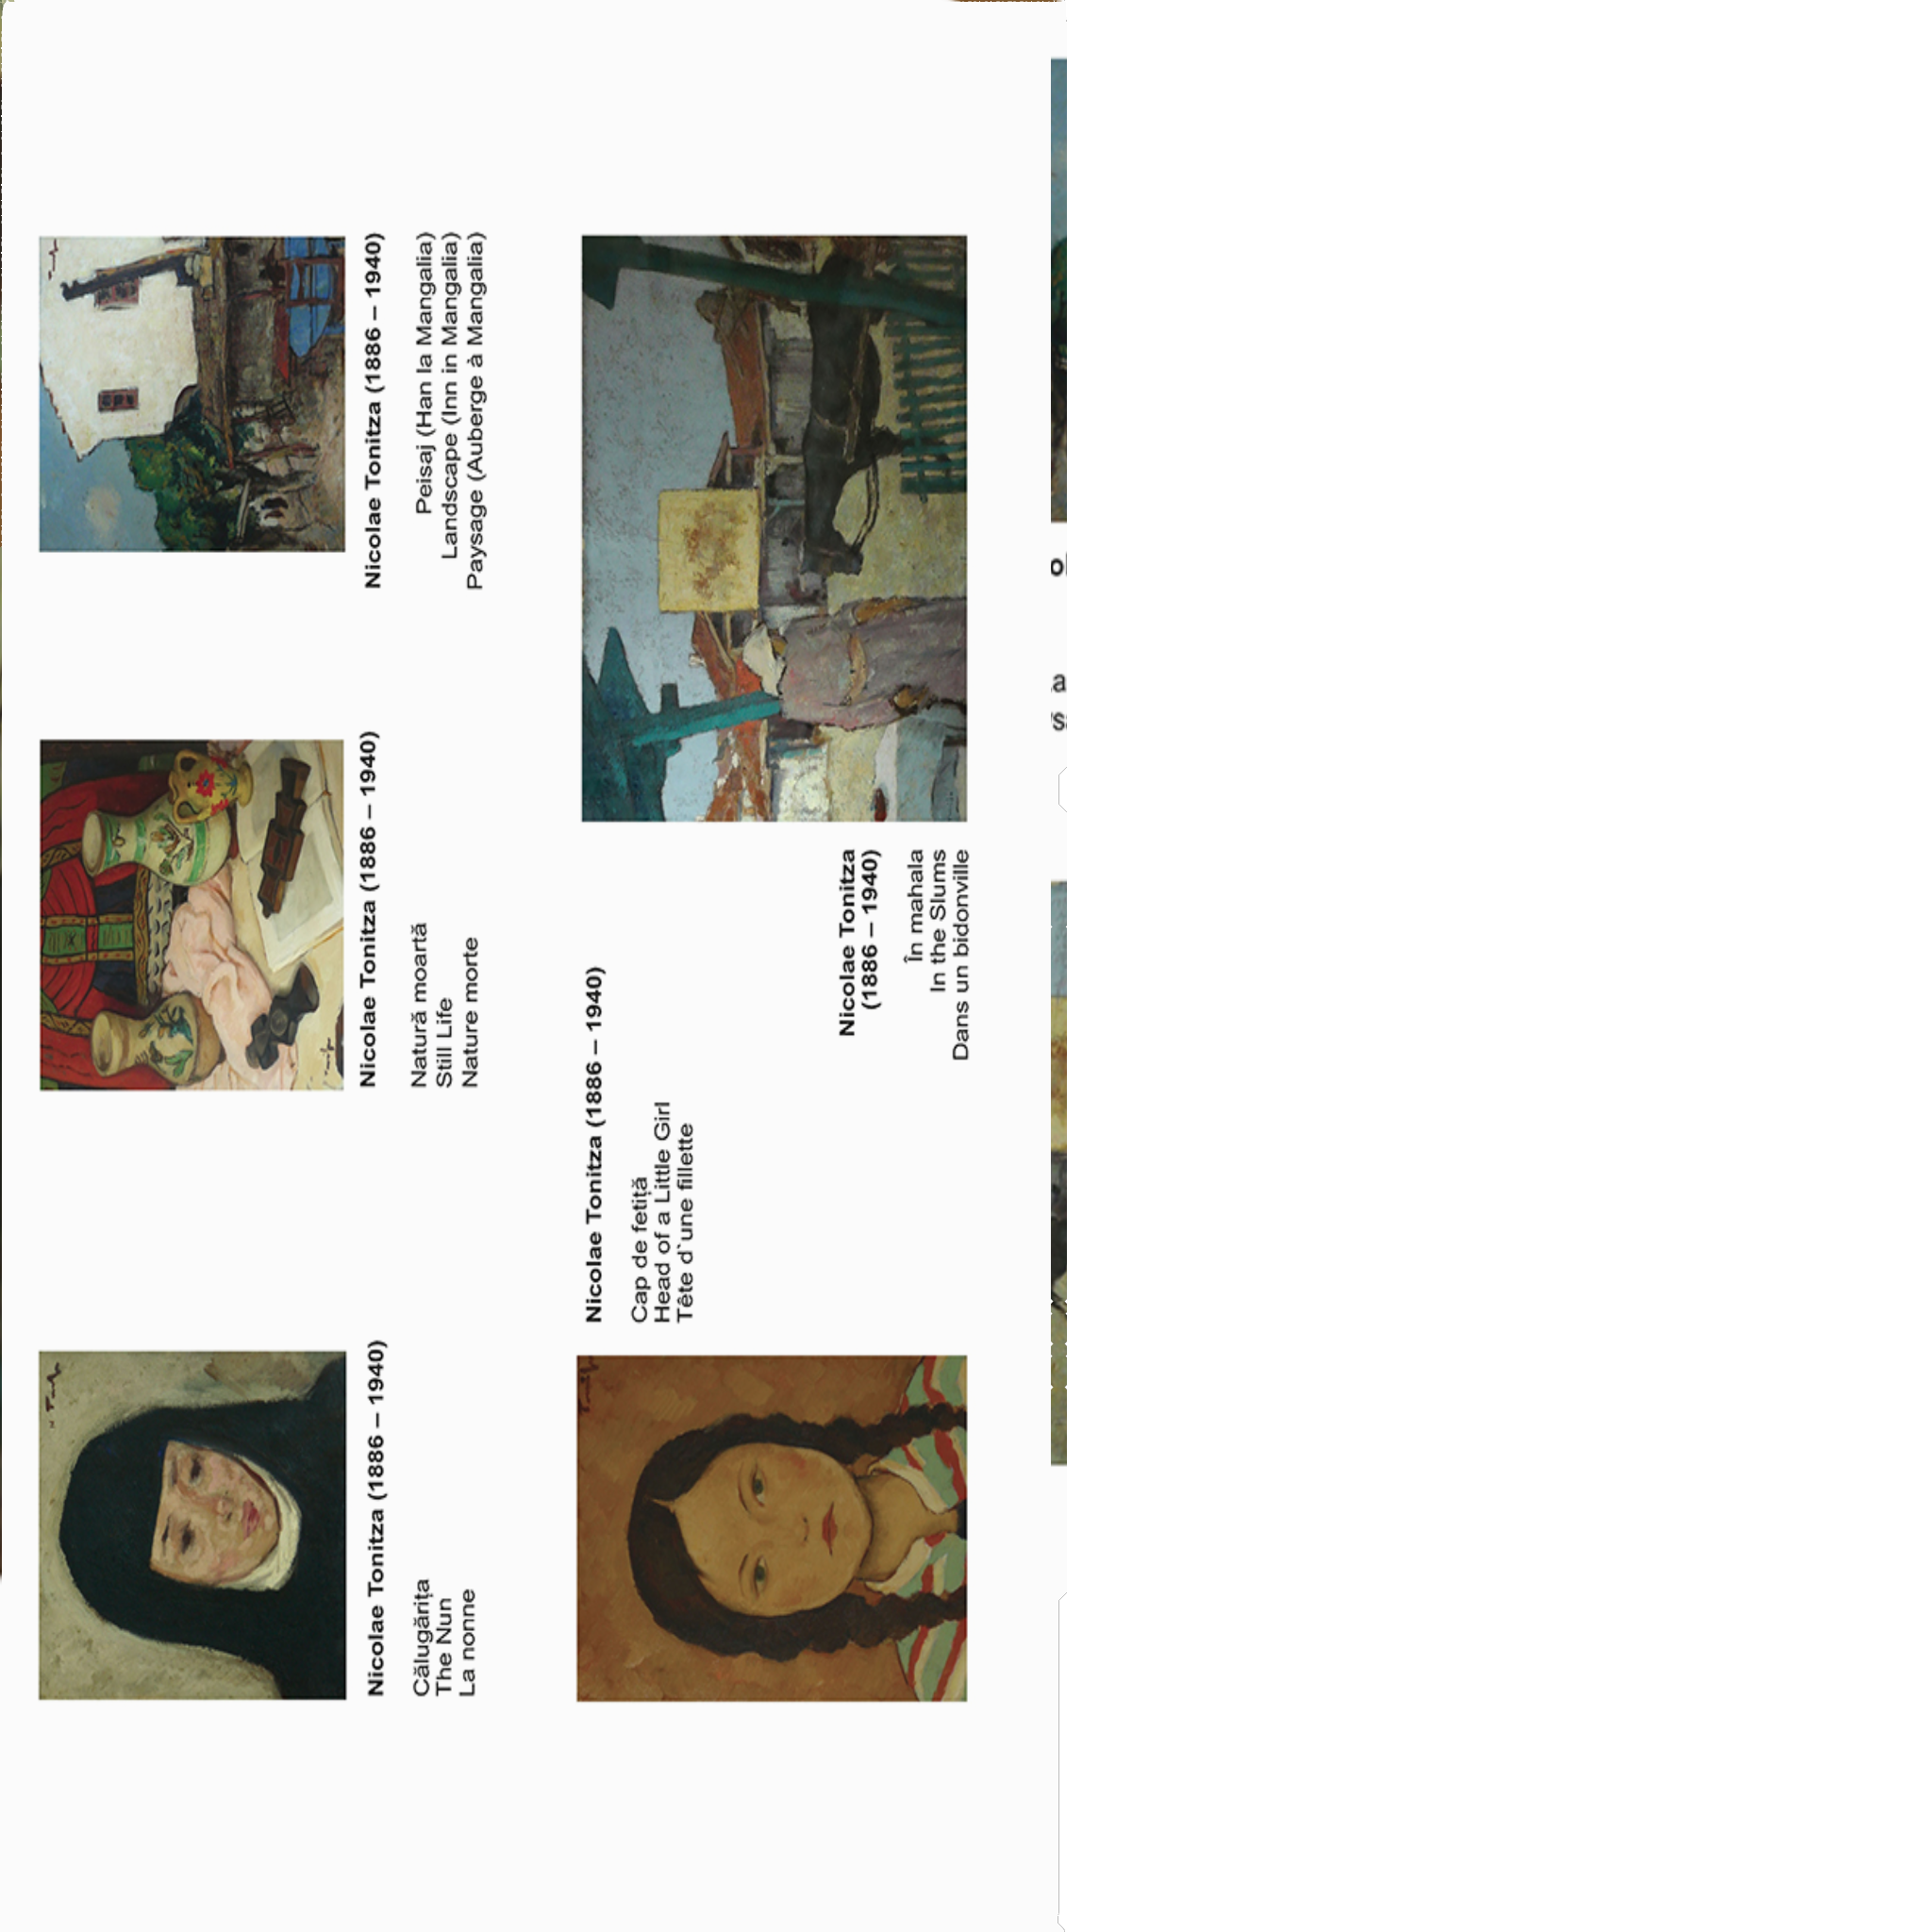 Nicolae Tonitza (1886 – 1940)
Călugărița
The Nun
La nonne
Nicolae Tonitza (1886 – 1940)
Natură moartă
Still Life
Nature morte
Nicolae Tonitza (1886 – 1940)
Peisaj (Han la Mangalia)
Landscape (Inn in Mangalia)
Paysage (Auberge à Mangalia)
Nicolae Tonitza (1886 – 1940)
Cap de fetiță
Head of a Little Girl
Tête d`une fillette
Nicolae Tonitza
(1886 – 1940)
În mahala
In the Slums
Dans un bidonville